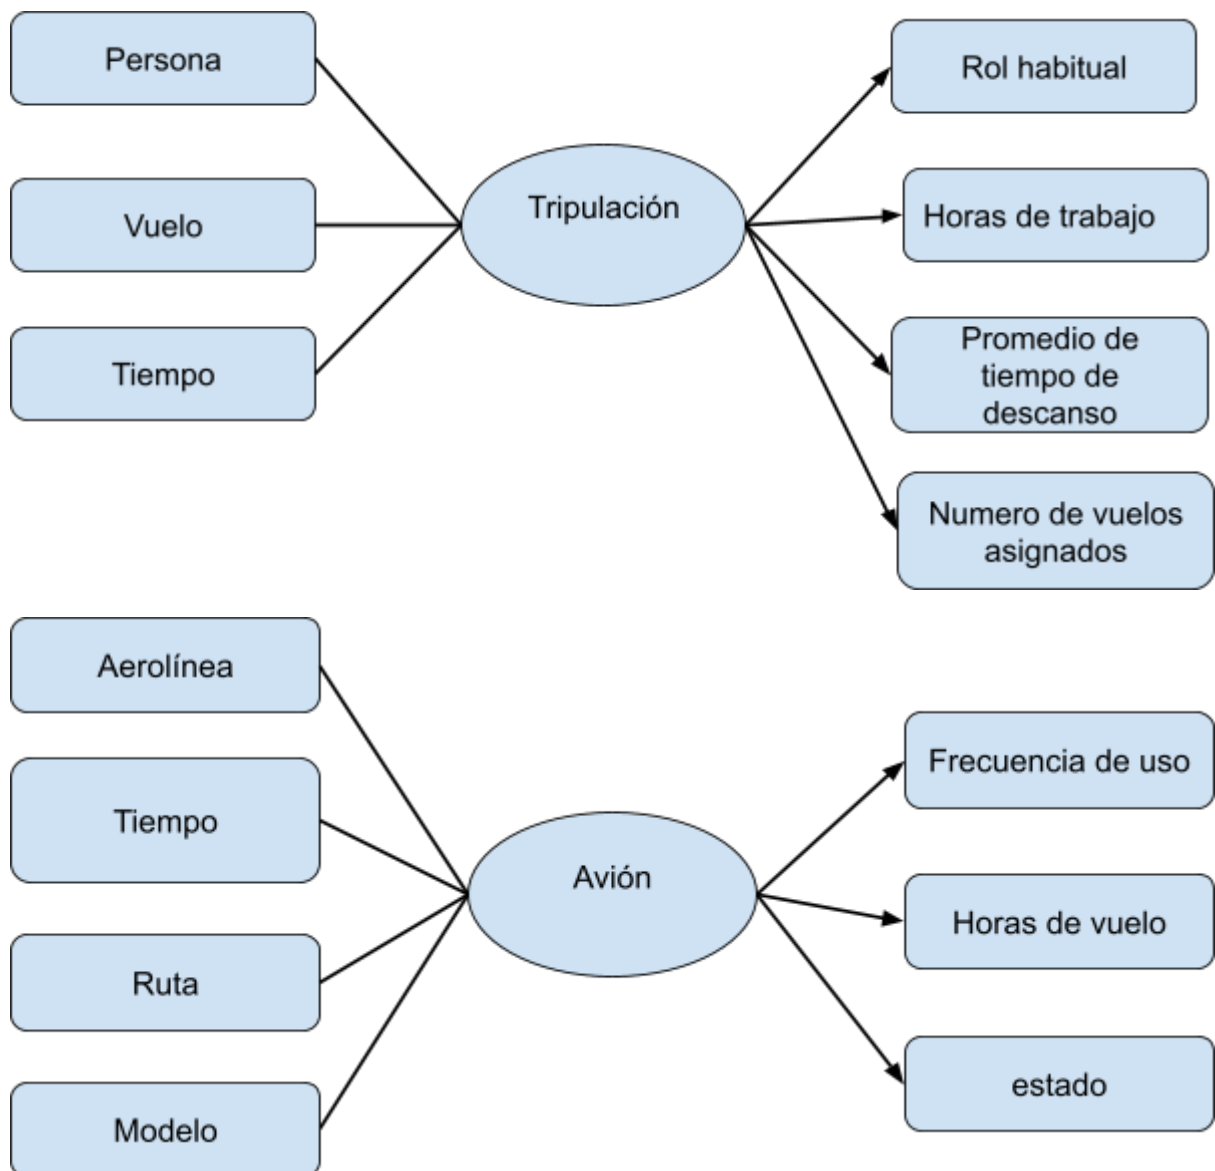 Persona
Vuelo
Tiempo
Tripulación
Rol habitual
Horas de trabajo
Promedio de
tiempo de
descanso
Numero de vuelos
asignados
Aerolínea
Tiempo
Ruta
Modelo
Avión
Frecuencia de uso
Horas de vuelo
estado